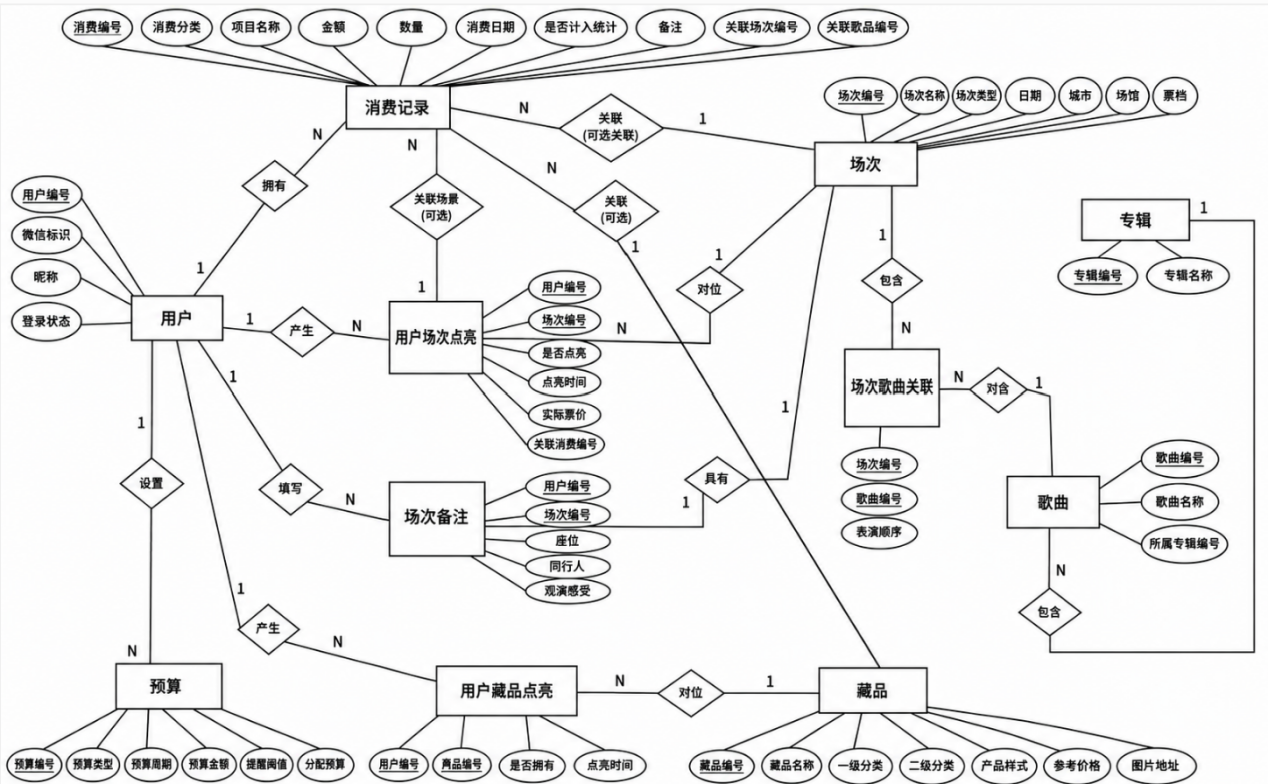 消费编号
消费分类
项目名称
金额
数量
消费日期
是否计入统计
备注
关联场次编号
关联歌品编号
消费记录
N
关联
(可选关联)
1
场次编号
场次名称
场次类型
日期
城市
场馆
票档
场次
N
拥有
1
N
关联场景
(可选)
1
N
关联
(可选)
1
用户编号
微信标识
昵称
登录状态
用户
1
产生
N
用户场次点亮
用户编号
场次编号
是否点亮
点亮时间
实际票价
关联消费编号
N
对位
1
1
包含
N
专辑
1
专辑编号
专辑名称
场次歌曲关联
N
对含
1
场次编号
歌曲编号
表演顺序
歌曲
歌曲编号
歌曲名称
所属专辑编号
N
包含
1
设置
N
1
填写
N
场次备注
用户编号
场次编号
座位
同行人
观演感受
1
具有
1
1
产生
N
预算
预算编号
预算类型
预算周期
预算金额
提醒阈值
分配预算
用户藏品点亮
用户编号
商品编号
是否拥有
点亮时间
N
对位
1
藏品
藏品编号
藏品名称
一级分类
二级分类
产品样式
参考价格
图片地址